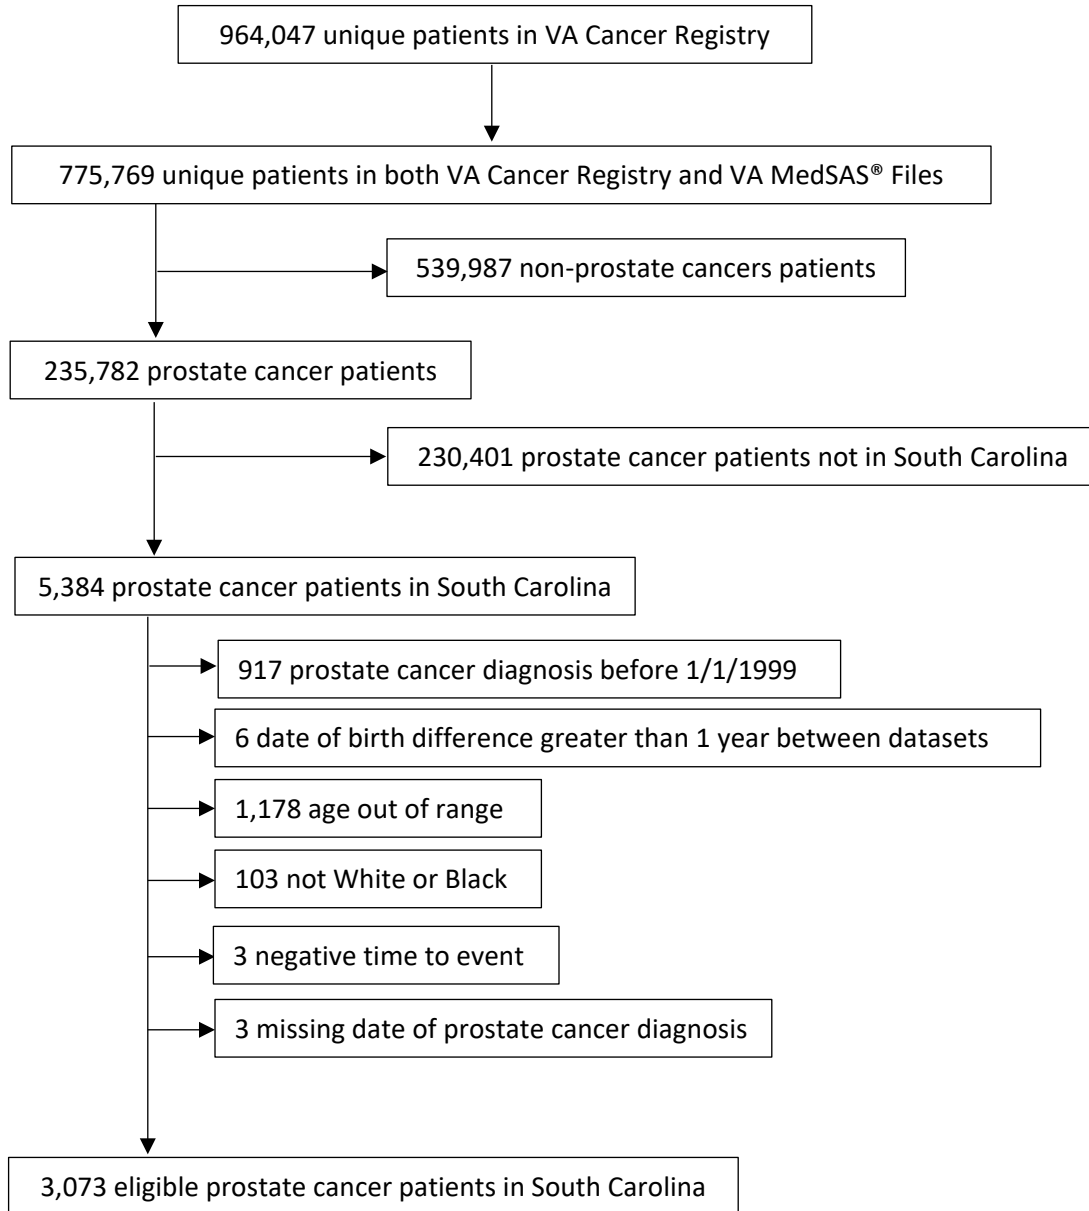 964,047 unique patients in VA Cancer Registry
775,769 unique patients in both VA Cancer Registry and VA MedSAS® Files
539,987 non-prostate cancers patients
235,782 prostate cancer patients
230,401 prostate cancer patients not in South Carolina
5,384 prostate cancer patients in South Carolina
917 prostate cancer diagnosis before 1/1/1999
6 date of birth difference greater than 1 year between datasets
1,178 age out of range
103 not White or Black
3 negative time to event
3 missing date of prostate cancer diagnosis
3,073 eligible prostate cancer patients in South Carolina